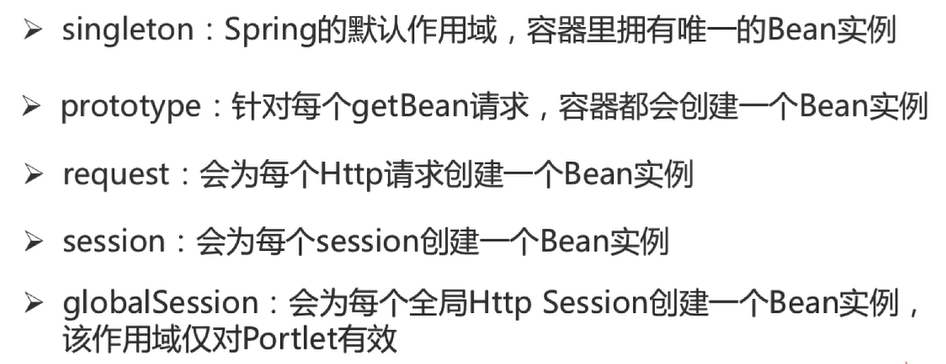 ➢ singleton：Spring的默认作用域，容器里拥有唯一的Bean实例
➢ prototype：针对每个getBean请求，容器都会创建一个Bean实例
➢ request：会为每个Http请求创建一个Bean实例
➢ session：会为每个session创建一个Bean实例
➢ globalSession：会为每个全局Http Session创建一个Bean实例，
该作用域仅对Portlet有效